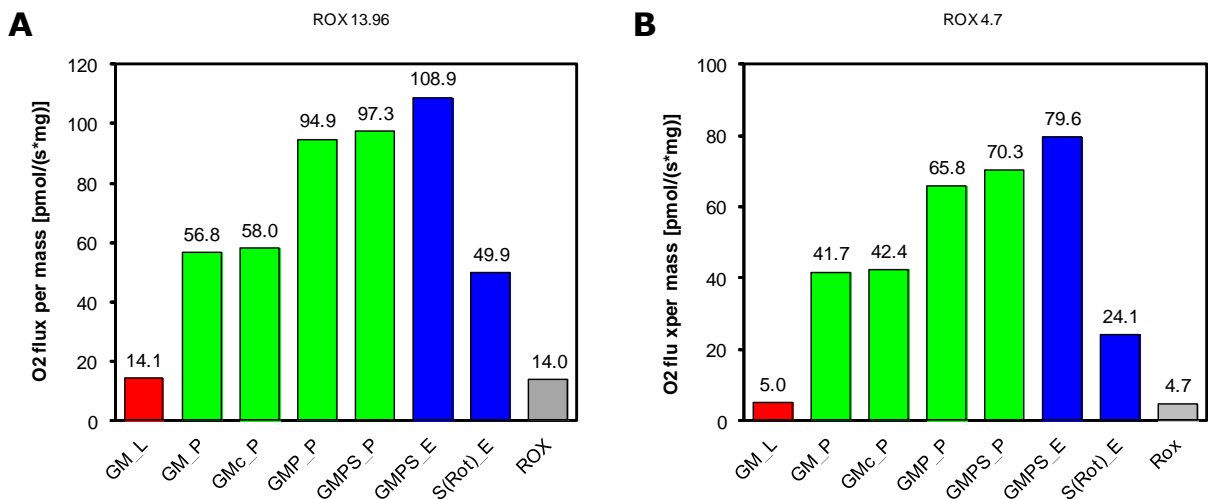 A
ROX 13.96
O2 flux per mass [pmol/(s*mg)]
120
100
80
60
40
20
0
14.1
56.8
58.0
94.9
97.3
108.9
49.9
14.0
GM_L
GM_P
GMc_P
GMP_P
GMPS_P
GMPS_E
S(Rot)_E
ROX
B
ROX 4.7
O2 flu xper mass [pmol/(s*mg)]
100
80
60
40
20
0
5.0
41.7
42.4
65.8
70.3
79.6
24.1
4.7
GM_L
GM_P
GMc_P
GMP_P
GMPS_P
GMPS_E
S(Rot)_E
Rox